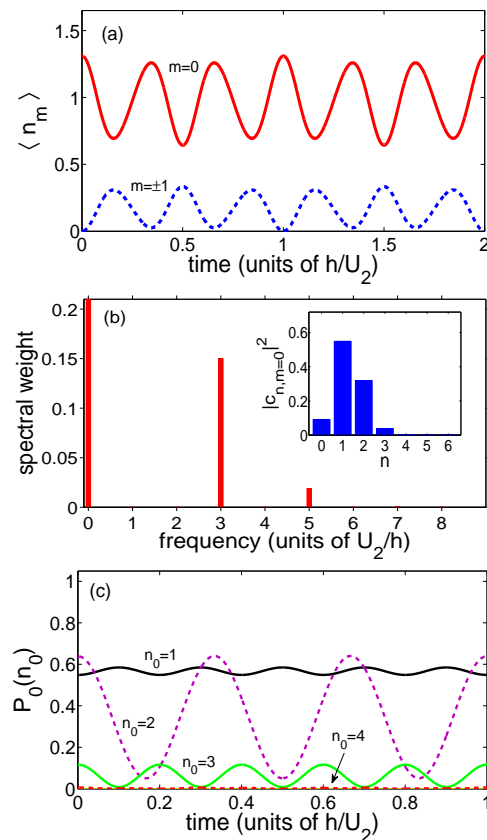 (a)
1.5
1
0.5
0
⟨ n_m ⟩
m=0
m=±1
0 0.5 1 1.5 2
time (units of h/U_2)
(b)
0.2
0.15
0.1
0.05
0
spectral weight
0.6
0.4
0.2
0
|c_{n,m=0}|^2
0 1 2 3 4 5 6
n
0 1 2 3 4 5 6 7 8
frequency (units of U_2/h)
(c)
1
0.8
0.6
0.4
0.2
0
P_0(n_0)
n_0=1
n_0=2
n_0=3
n_0=4
0 0.2 0.4 0.6 0.8 1
time (units of h/U_2)